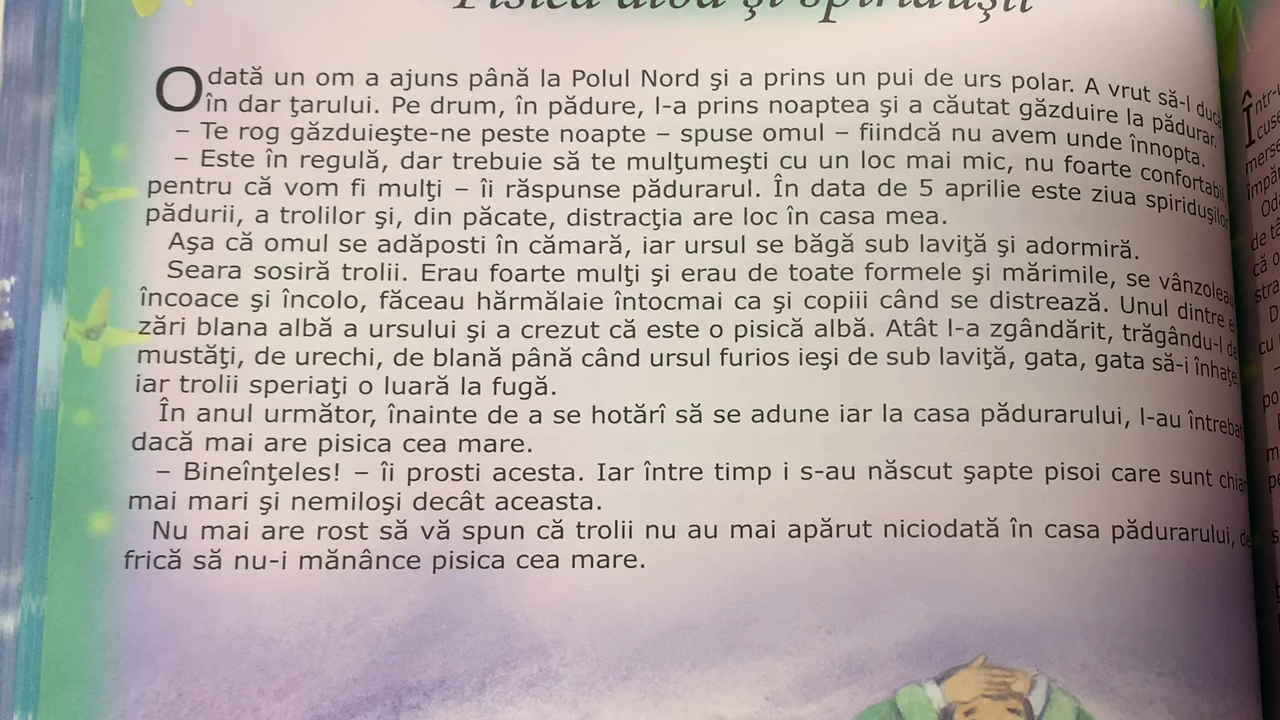 Pisica albă şi spiriduşii
Odată un om a ajuns până la Polul Nord şi a prins un pui de urs polar. A vrut să-l ducă
în dar ţarului. Pe drum, în pădure, l-a prins noaptea şi a căutat găzduire la pădurar.
– Te rog găzduieşte-ne peste noapte – spuse omul – fiindcă nu avem unde înnopta.
– Este în regulă, dar trebuie să te mulţumeşti cu un loc mai mic, nu foarte confortabil,
pentru că vom fi mulţi – îi răspunse pădurarul. În data de 5 aprilie este ziua spiriduşilor
pădurii, a trolilor şi, din păcate, distracţia are loc în casa mea.
Aşa că omul se adăposti în cămară, iar ursul se băgă sub laviţă şi adormiră.
Seara sosiră trolii. Erau foarte mulţi şi erau de toate formele şi mărimile, se vânzoleau
încoace şi încolo, făceau hărmălaie întocmai ca şi copiii când se distrează. Unul dintre
zări blana albă a ursului şi a crezut că este o pisică albă. Atât l-a zgândărit, trăgându-l de
mustăţi, de urechi, de blană până când ursul furios ieşi de sub laviţă, gata, gata să-i înhaţe,
iar trolii speriaţi o luară la fugă.
În anul următor, înainte de a se hotărî să se adune iar la casa pădurarului, l-au întrebat
dacă mai are pisica cea mare.
– Bineînţeles! – îi prosti acesta. Iar între timp i s-au născut şapte pisoi care sunt chiar
mai mari şi nemiloşi decât aceasta.
Nu mai are rost să vă spun că trolii nu au mai apărut niciodată în casa pădurarului, de
frică să nu-i mănânce pisica cea mare.